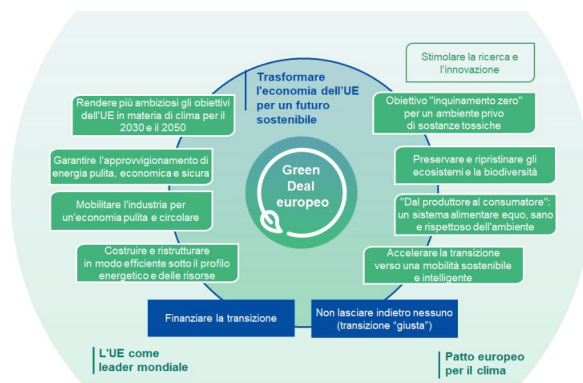 Stimolare la ricerca e
l'innovazione
Trasformare
l'economia dell'UE
per un futuro
sostenibile
Rendere più ambiziosi gli obiettivi
dell'UE in materia di clima per il
2030 e il 2050
Obiettivo "inquinamento zero"
per un ambiente privo
di sostanze tossiche
Garantire l'approvvigionamento di
energia pulita, economica e sicura
Preservare e ripristinare gli
ecosistemi e la biodiversità
Green
Deal
europeo
Mobilitare l'industria per
un'economia pulita e circolare
"Dal produttore al consumatore":
un sistema alimentare equo, sano
e rispettoso dell'ambiente
Costruire e ristrutturare
in modo efficiente sotto il profilo
energetico e delle risorse
Accelerare la transizione
verso una mobilità sostenibile
e intelligente
Finanziare la transizione
Non lasciare indietro nessuno
(transizione "giusta")
L'UE come
leader mondiale
Patto europeo
per il clima